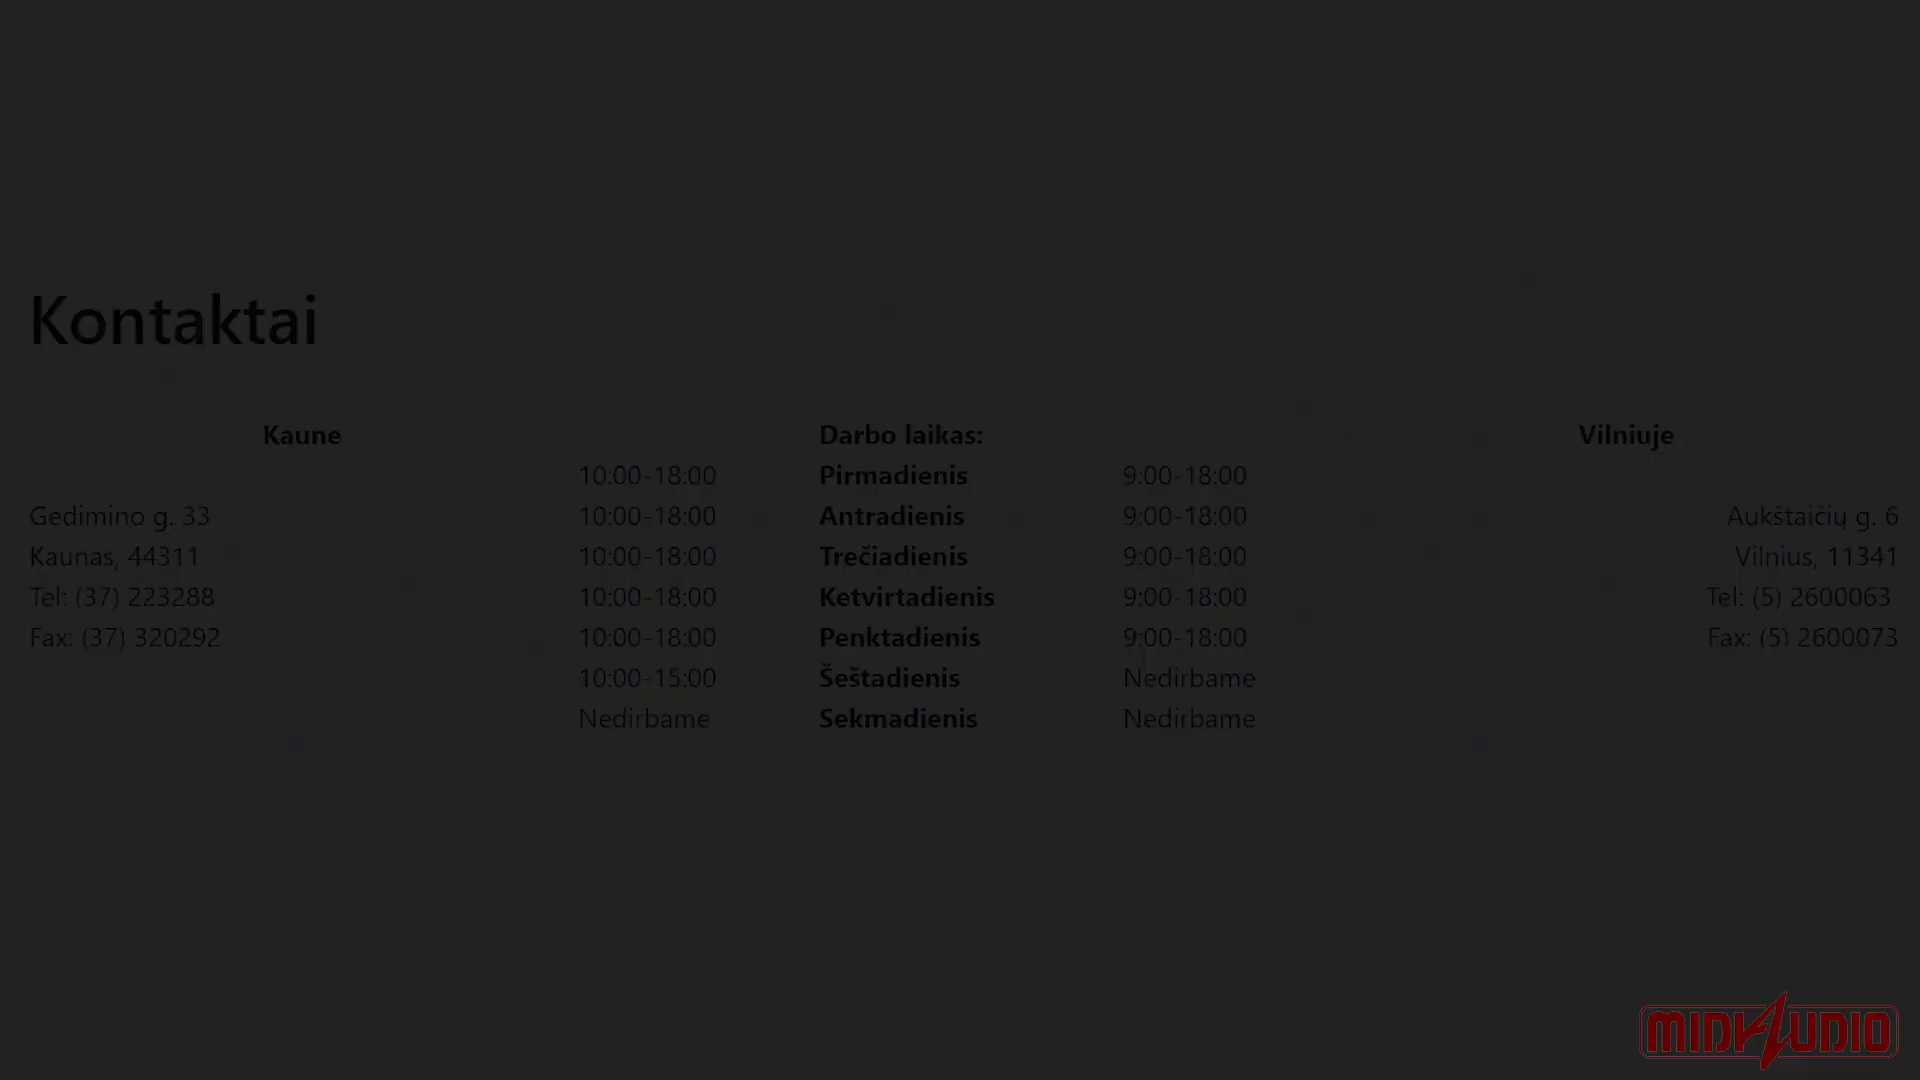 Kontaktai
Kaune Darbo laikas: Vilniuje
10:00-18:00 Pirmadienis 9:00-18:00
Gedimino g. 33 10:00-18:00 Antradienis 9:00-18:00 Aukštaičių g. 6
Kaunas, 44311 10:00-18:00 Trečiadienis 9:00-18:00 Vilnius, 11341
Tel: (37) 223288 10:00-18:00 Ketvirtadienis 9:00-18:00 Tel: (5) 2600063
Fax: (37) 320292 10:00-18:00 Penktadienis 9:00-18:00 Fax: (5) 2600073
10:00-15:00 Šeštadienis Nedirbame
Nedirbame Sekmadienis Nedirbame
MIDIAUDIO